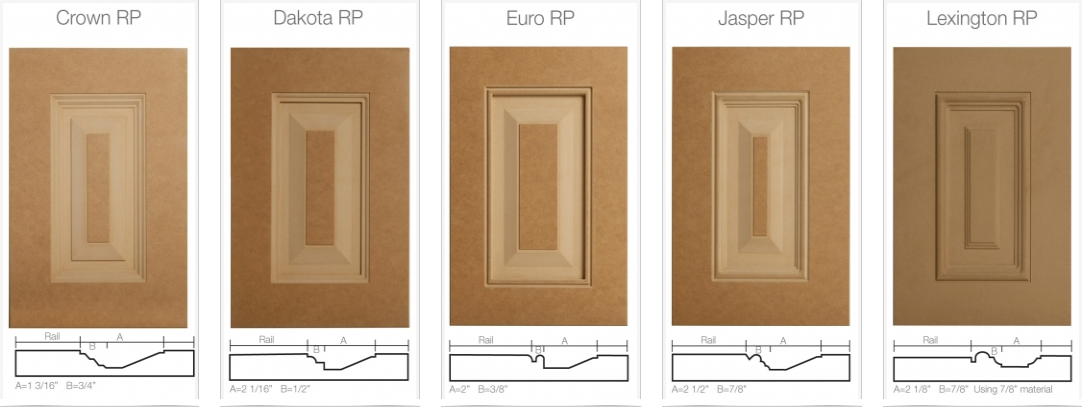 Crown RP
Rail A
B
A=1 3/16" B=3/4"
Dakota RP
Rail A
B
A=2 1/16" B=1/2"
Euro RP
Rail A
B
A=2" B=3/8"
Jasper RP
Rail A
B
A=2 1/2" B=7/8"
Lexington RP
Rail A
B
A=2 1/8" B=7/8" Using 7/8" material